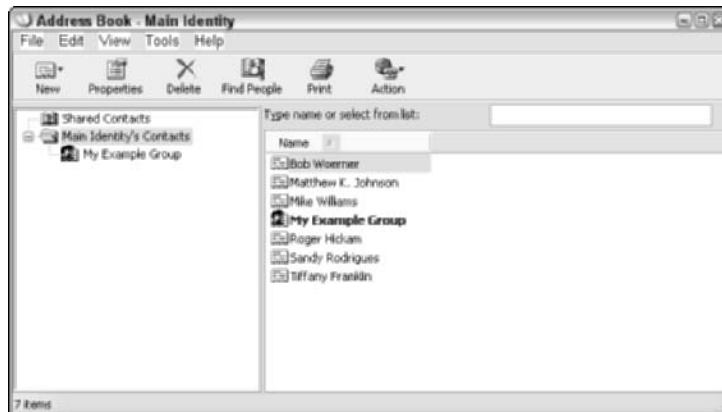 Address Book - Main Identity
File Edit View Tools Help
New Properties Delete Find People Print Action
Shared Contacts
Main Identity's Contacts
My Example Group
Type name or select from list:
Name
Bob Woerner
Matthew K. Johnson
Mike Williams
My Example Group
Roger Hickam
Sandy Rodrigues
Tiffany Franklin
7 items